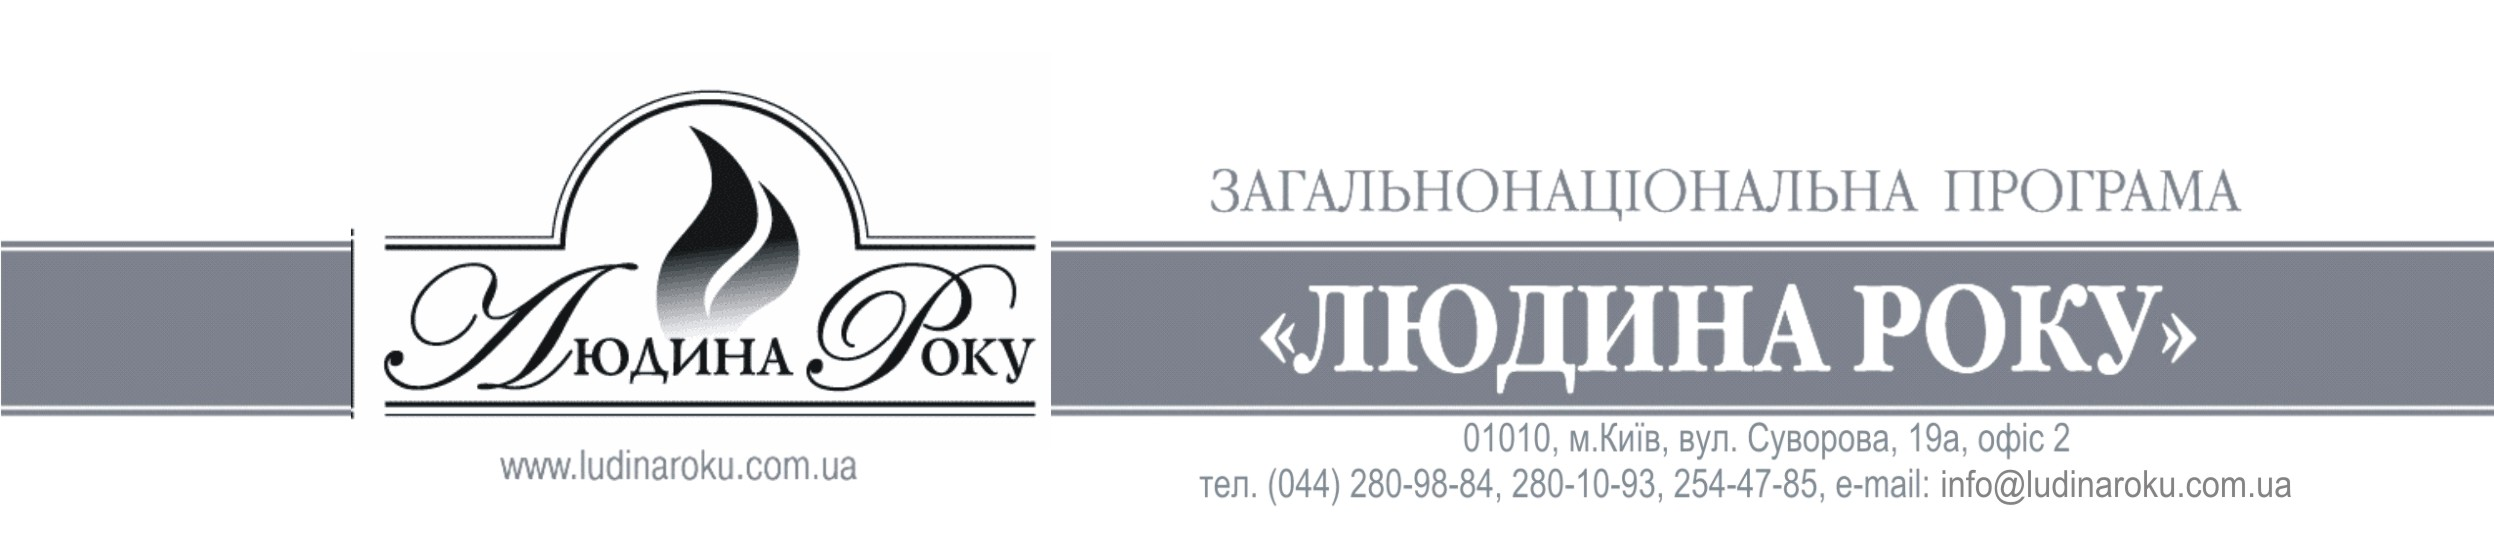 Людина Року
www.ludinaroku.com.ua
ЗАГАЛЬНОНАЦІОНАЛЬНА ПРОГРАМА
«ЛЮДИНА РОКУ»
01010, м.Київ, вул. Суворова, 19а, офіс 2
тел. (044) 280-98-84, 280-10-93, 254-47-85, e-mail: info@ludinaroku.com.ua